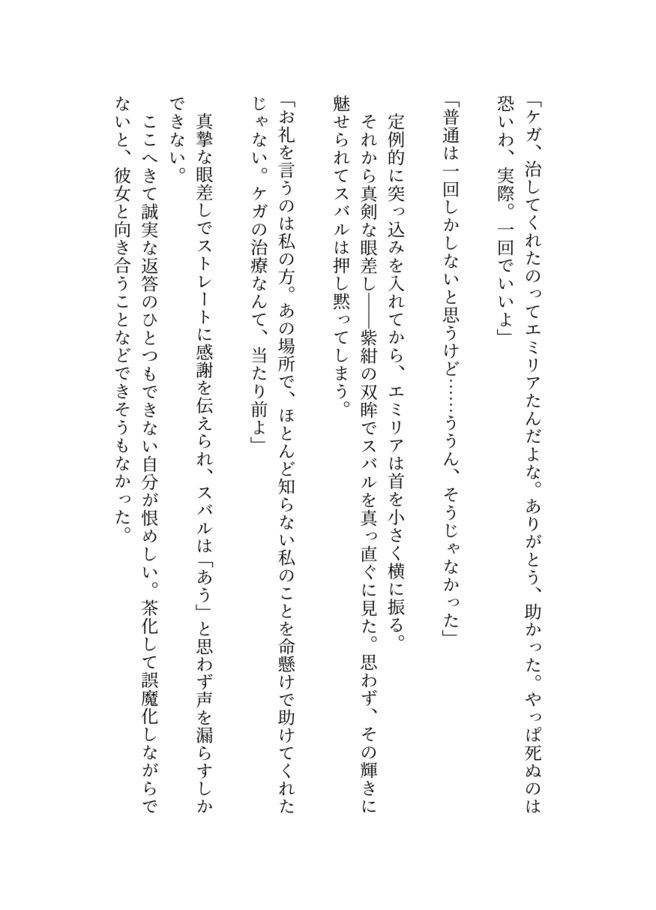 「ケガ、治してくれたのってエミリアたんだよな。ありがとう、助かった。やっぱ死ぬのは
恐いわ、実際。一回でいいよ」
「普通は一回しかしないと思うけど……ううん、そうじゃなかった」
　定例的に突っ込みを入れてから、エミリアは首を小さく横に振る。
　それから真剣な眼差し――紫紺の双眸でスバルを真っ直ぐに見た。思わず、その輝きに
魅せられてスバルは押し黙ってしまう。
「お礼を言うのは私の方。あの場所で、ほとんど知らない私のことを命懸けで助けてくれた
じゃない。ケガの治療なんて、当たり前よ」
　真摯な眼差しでストレートに感謝を伝えられ、スバルは「あう」と思わず声を漏らすしか
できない。
　ここへきて誠実な返答のひとつもできない自分が恨めしい。茶化して誤魔化しながらで
ないと、彼女と向き合うことなどできそうもなかった。